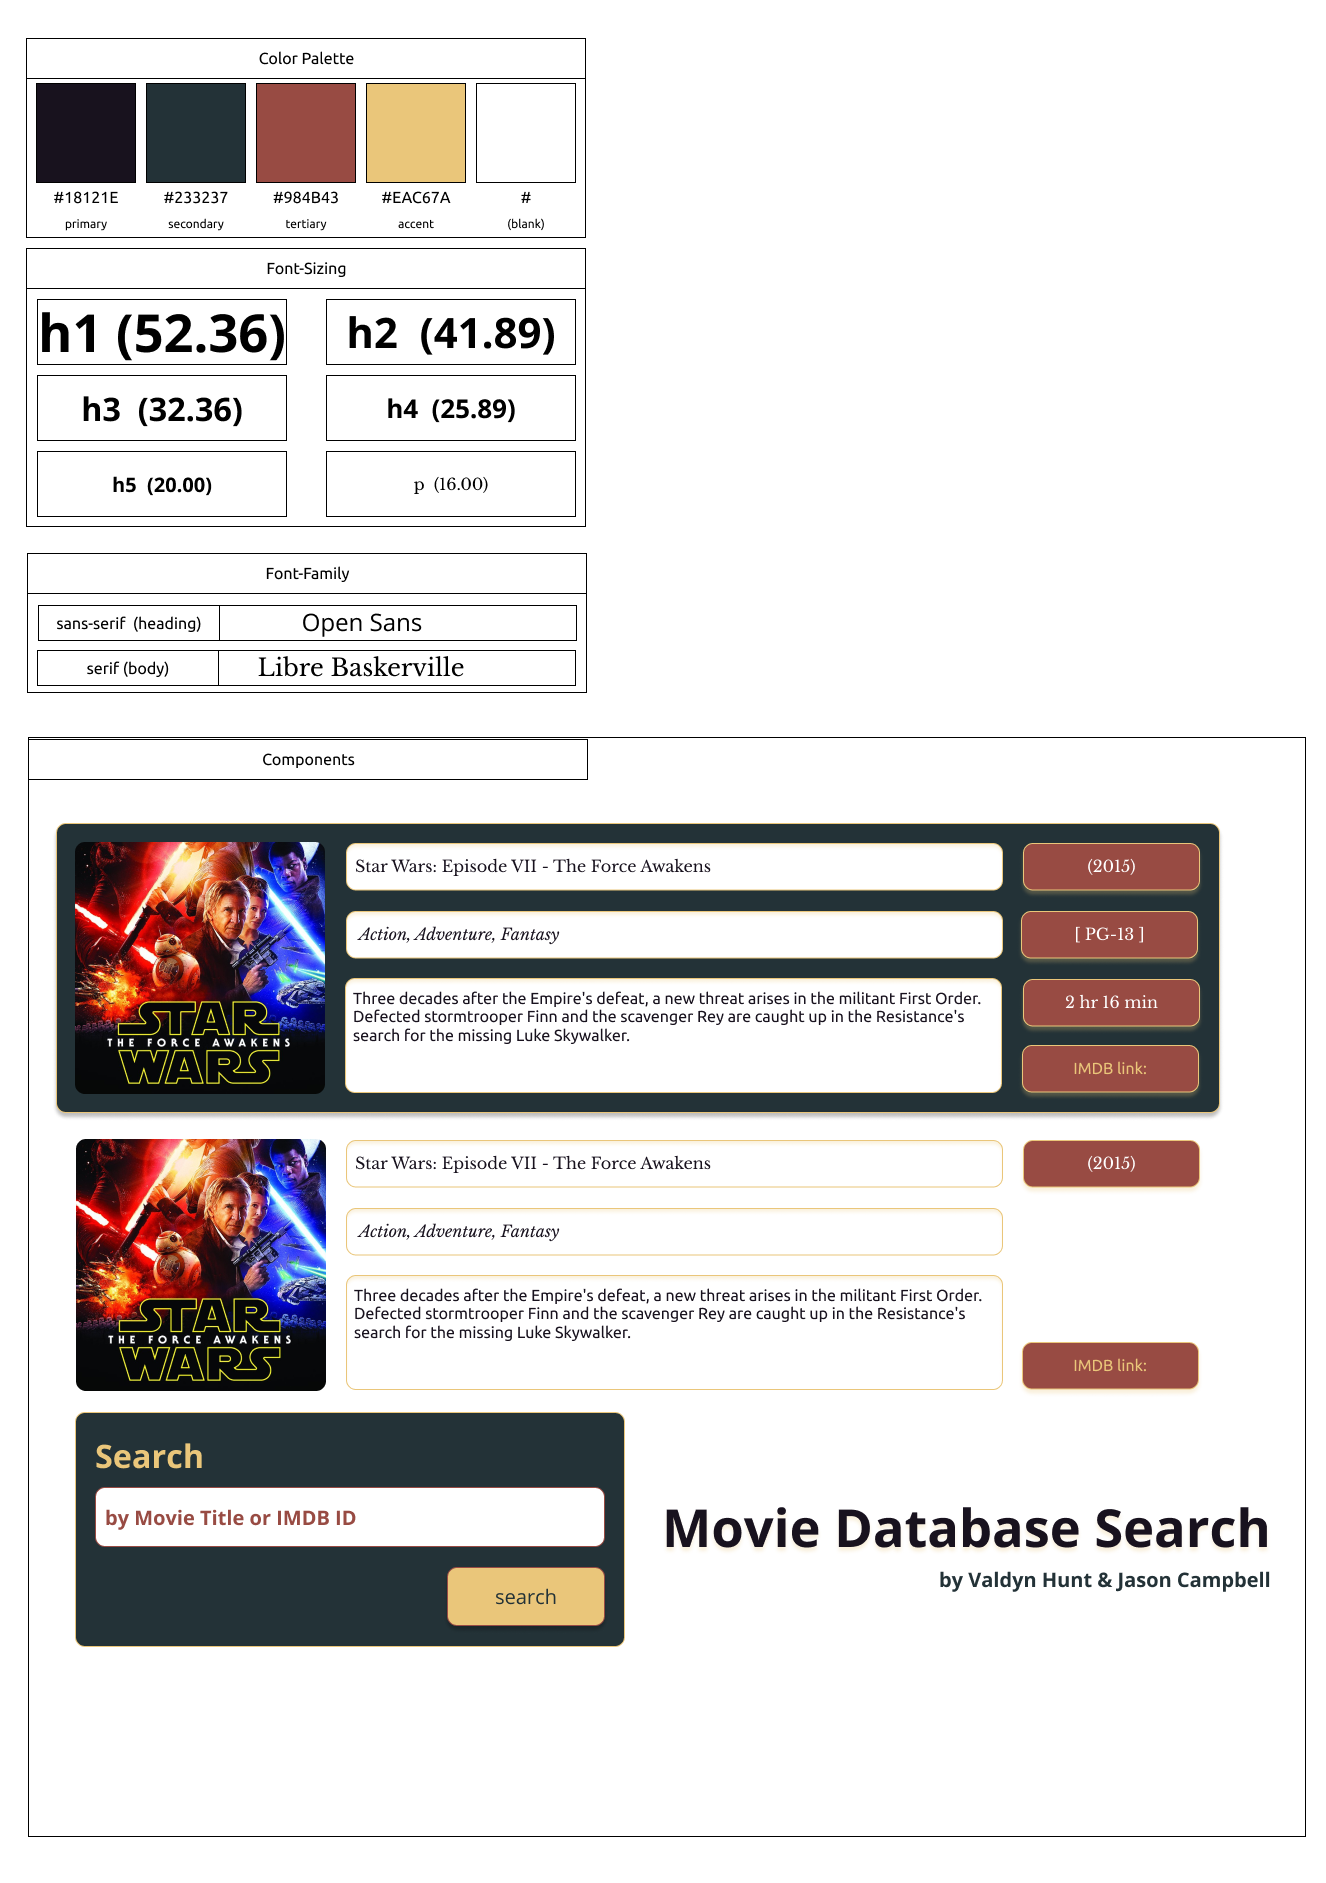 Color Palette
#18121E
#233237
#984B43
#EAC67A
#
primary
secondary
tertiary
accent
(blank)
Font-Sizing
h1 (52.36)
h2 (41.89)
h3 (32.36)
h4 (25.89)
h5 (20.00)
p (16.00)
Font-Family
sans-serif (heading)
Open Sans
serif (body)
Libre Baskerville
Components
STAR
THE FORCE AWAKENS
WARS
Star Wars: Episode VII - The Force Awakens
(2015)
Action, Adventure, Fantasy
[ PG-13 ]
Three decades after the Empire's defeat, a new threat arises in the militant First Order.
Defected stormtrooper Finn and the scavenger Rey are caught up in the Resistance's
search for the missing Luke Skywalker.
2 hr 16 min
IMDB link:
STAR
THE FORCE AWAKENS
WARS
Star Wars: Episode VII - The Force Awakens
(2015)
Action, Adventure, Fantasy
Three decades after the Empire's defeat, a new threat arises in the militant First Order.
Defected stormtrooper Finn and the scavenger Rey are caught up in the Resistance's
search for the missing Luke Skywalker.
IMDB link:
Search
by Movie Title or IMDB ID
search
Movie Database Search
by Valdyn Hunt & Jason Campbell